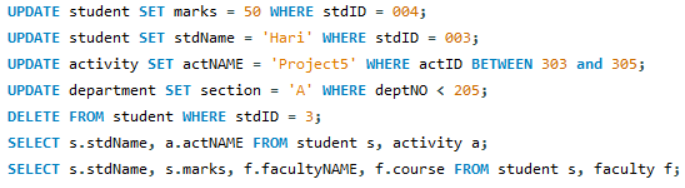 UPDATE student SET marks = 50 WHERE stdID = 004;
UPDATE student SET stdName = 'Hari' WHERE stdID = 003;
UPDATE activity SET actNAME = 'Project5' WHERE actID BETWEEN 303 and 305;
UPDATE department SET section = 'A' WHERE deptNO < 205;
DELETE FROM student WHERE stdID = 3;
SELECT s.stdName, a.actNAME FROM student s, activity a;
SELECT s.stdName, s.marks, f.facultyNAME, f.course FROM student s, faculty f;